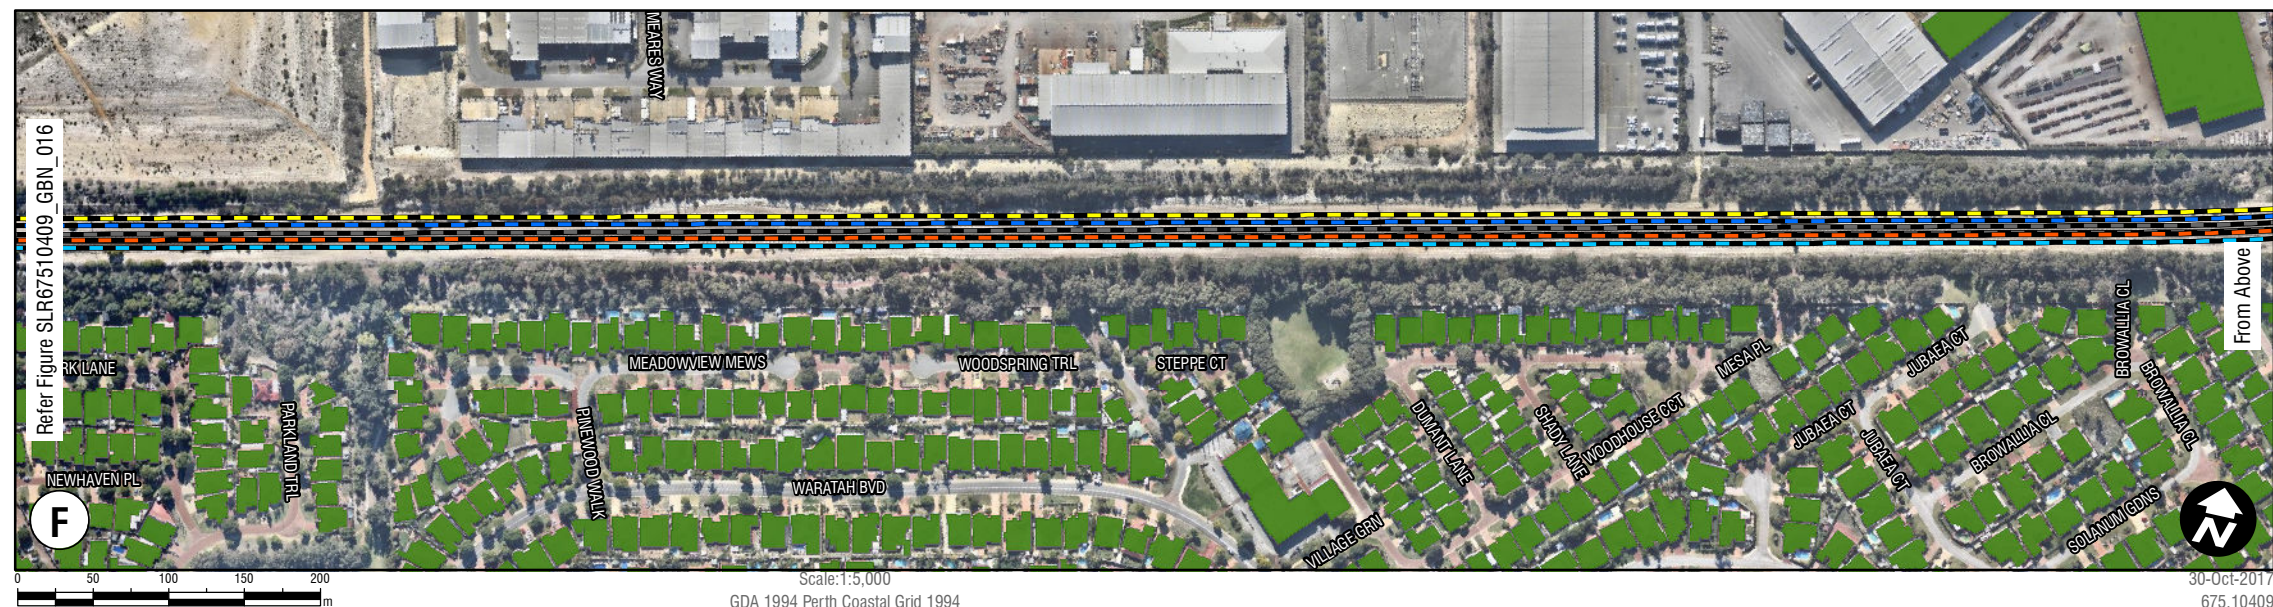 MEARES WAY
Refer Figure SLR67510409_GBN_016
From Above
BROWALLIA CL
RK LANE
MEADOWVIEW MEWS
WOODSPRING TRL
STEPPE CT
MESA PL
JUBAEA CT
BROWALLIA CL
PARKLAND TRL
PINEWOOD WALK
DUMANT LANE
SHADY LANE
WOODHOUSE CCT
JUBAEA CT
JUBAEA CT
BROWALLIA CL
NEWHAVEN PL
WARATAH BVD
VILLAGE GRN
SOLANUM GDNS
F
N
0 50 100 150 200
m
Scale:1:5,000
GDA 1994 Perth Coastal Grid 1994
30-Oct-2017
675.10409